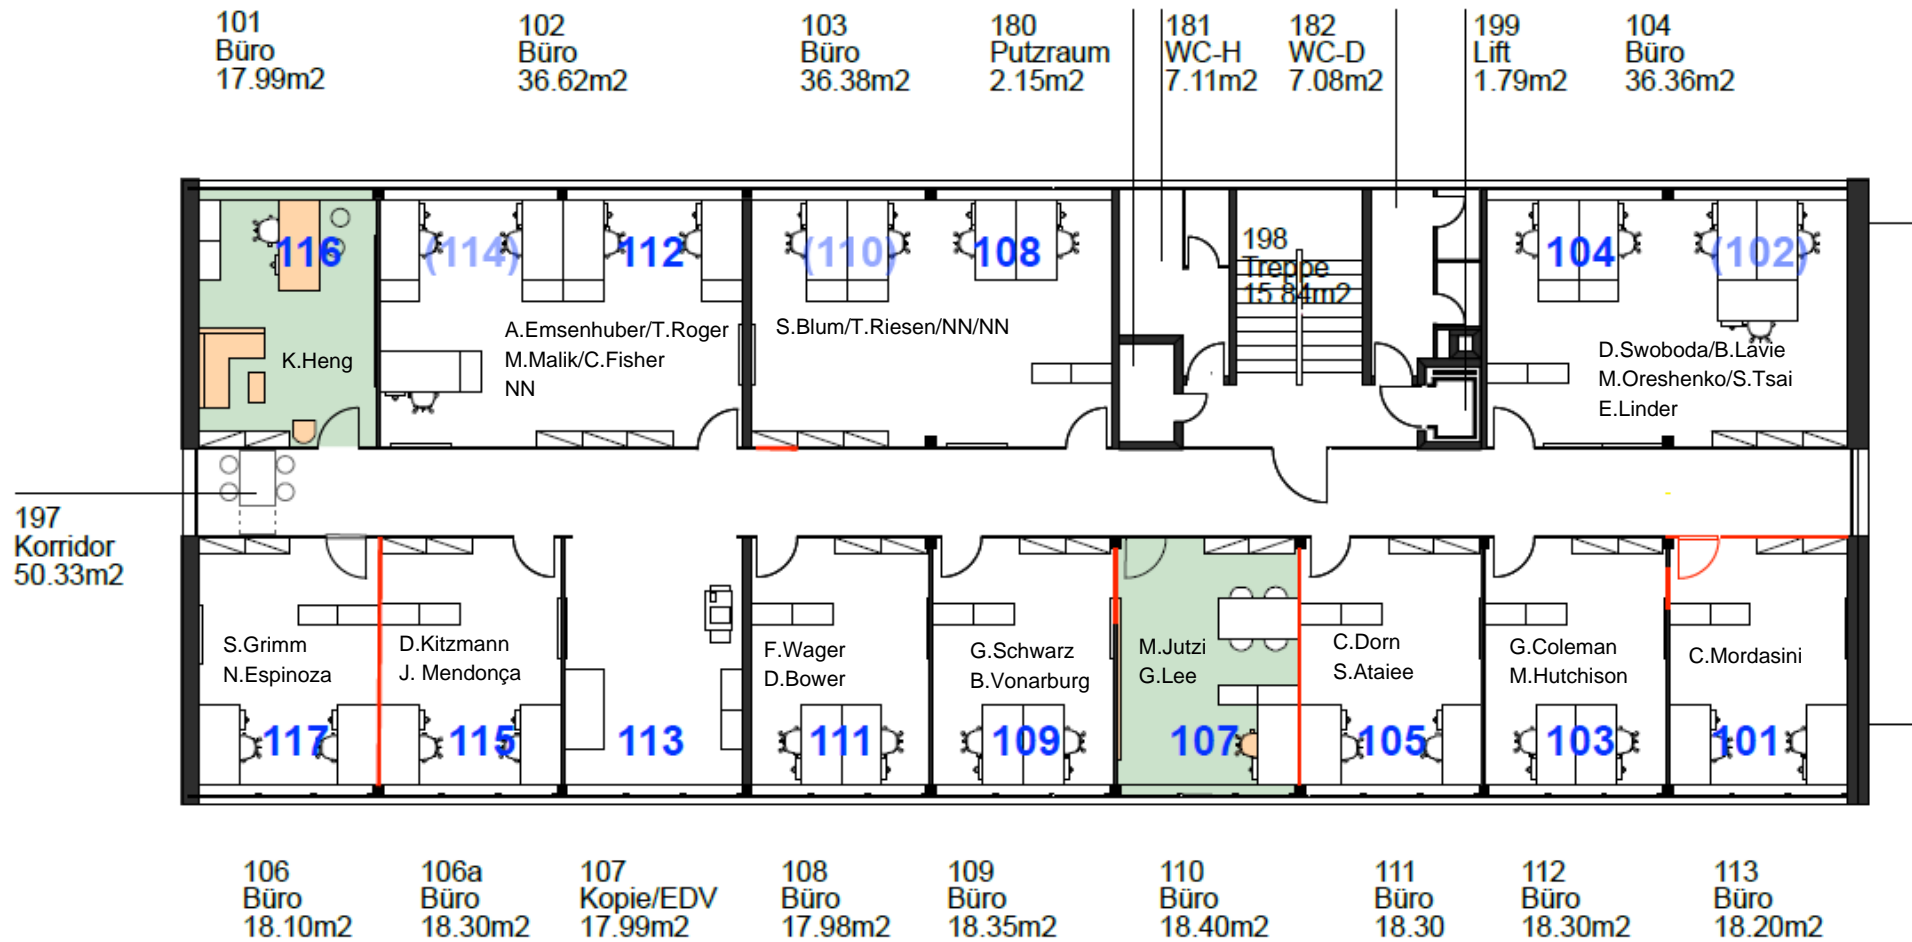 101
Büro
17.99m2
102
Büro
36.62m2
103
Büro
36.38m2
180
Putzraum
2.15m2
181
WC-H
7.11m2
182
WC-D
7.08m2
199
Lift
1.79m2
104
Büro
36.36m2
116
(114)
112
(110)
108
198
Treppe
15.84m2
104
(102)
K.Heng
A.Emsenhuber/T.Roger
M.Malik/C.Fisher
NN
S.Blum/T.Riesen/NN/NN
D.Swoboda/B.Lavie
M.Oreshenko/S.Tsai
E.Linder
197
Korridor
50.33m2
S.Grimm
N.Espinoza
D.Kitzmann
J. Mendonça
F.Wager
D.Bower
G.Schwarz
B.Vonarburg
M.Jutzi
G.Lee
C.Dorn
S.Ataiee
G.Coleman
M.Hutchison
C.Mordasini
117
115
113
111
109
107
105
103
101
106
Büro
18.10m2
106a
Büro
18.30m2
107
Kopie/EDV
17.99m2
108
Büro
17.98m2
109
Büro
18.35m2
110
Büro
18.40m2
111
Büro
18.30
112
Büro
18.30m2
113
Büro
18.20m2